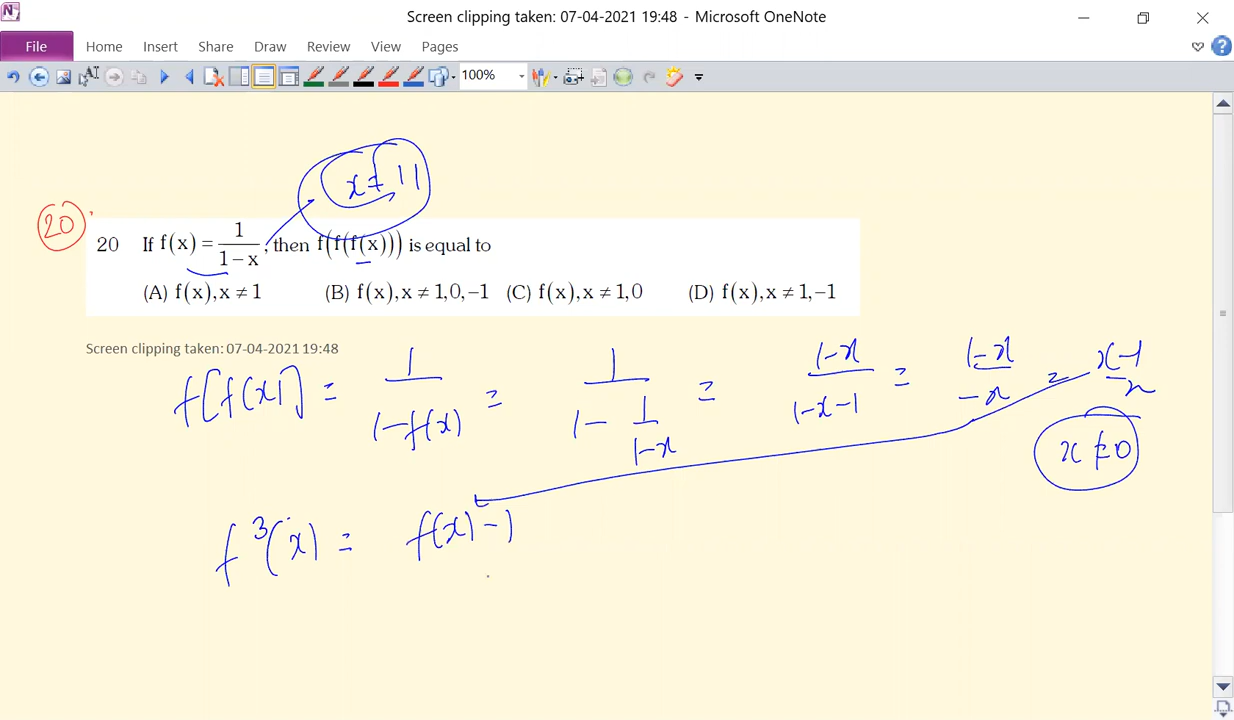 Screen clipping taken: 07-04-2021 19:48 - Microsoft OneNote
File Home Insert Share Draw Review View Pages
100%
x ≠ 1
20
20 If f(x) = 1/(1−x), then f(f(f(x))) is equal to
(A) f(x), x ≠ 1 (B) f(x), x ≠ 1, 0, −1 (C) f(x), x ≠ 1, 0 (D) f(x), x ≠ 1, −1
Screen clipping taken: 07-04-2021 19:48
f[f(x)] = 1/(1−f(x)) = 1/(1−1/(1−x)) = (1−x)/(1−x−1) = (1−x)/(−x) = (x−1)/x
x ≠ 0
f³(x) = f(x)−1